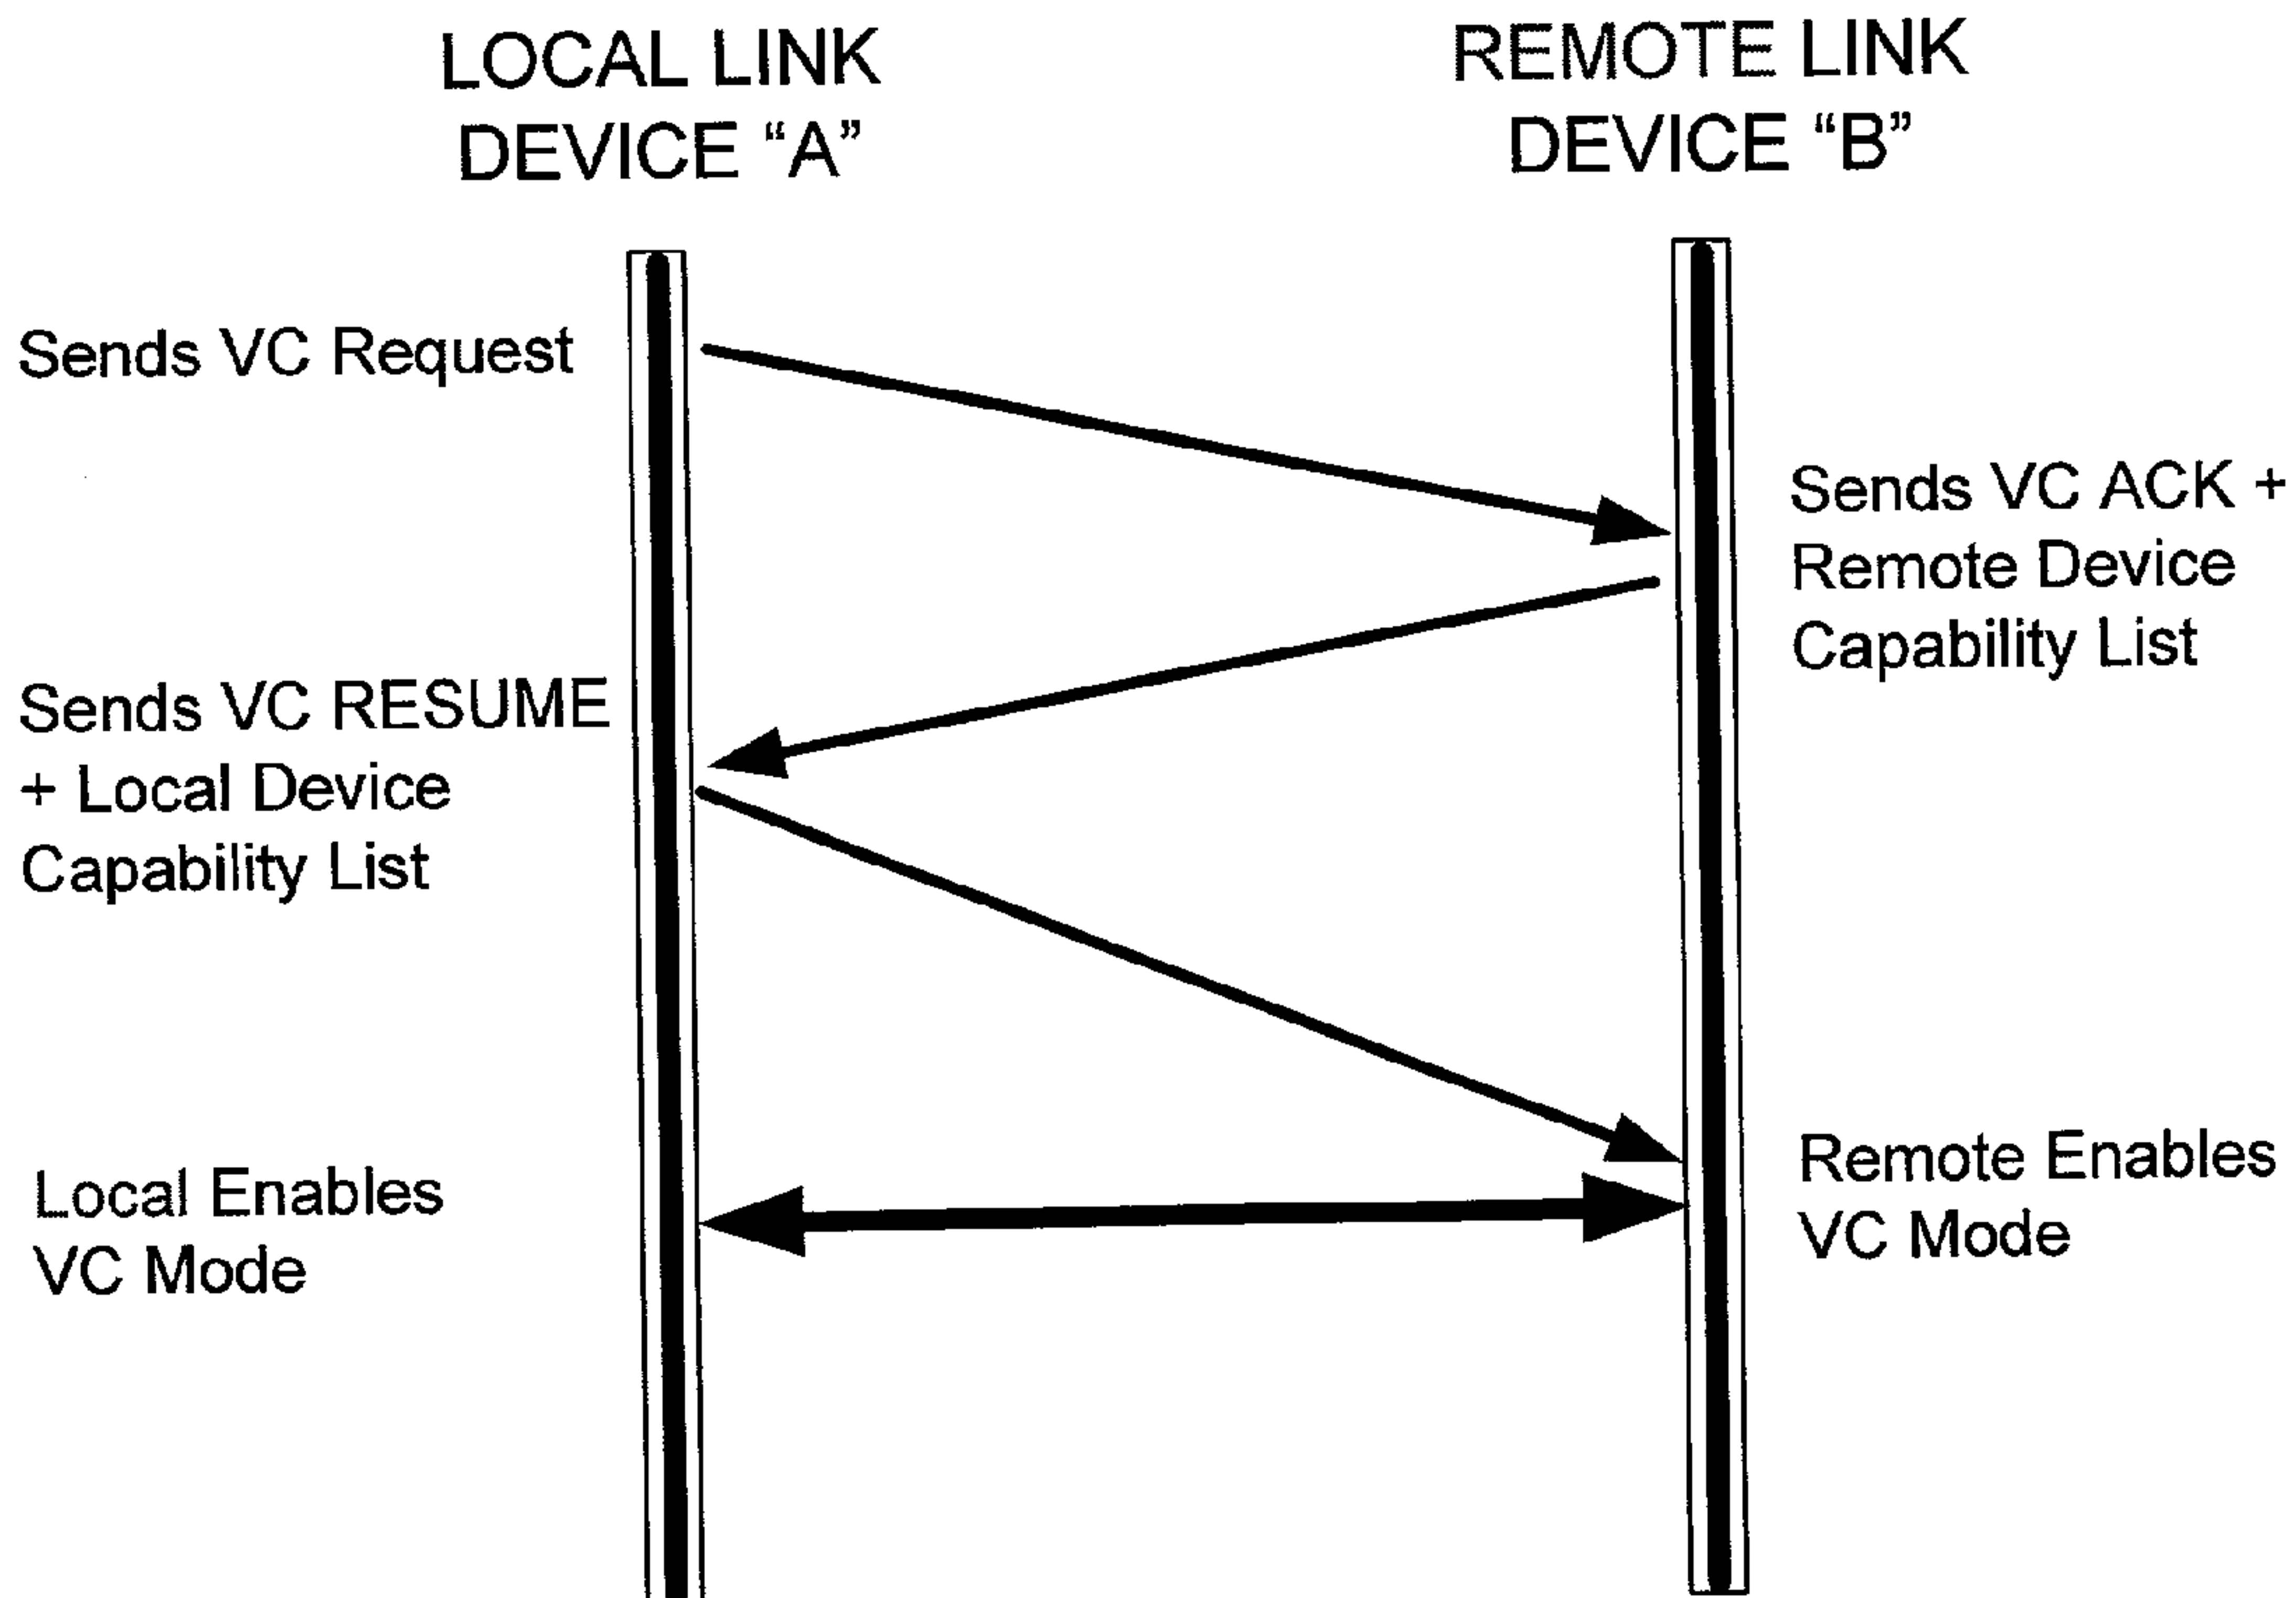 LOCAL LINK
DEVICE “A”
REMOTE LINK
DEVICE “B”
Sends VC Request
Sends VC ACK +
Remote Device
Capability List
Sends VC RESUME
+ Local Device
Capability List
Remote Enables
VC Mode
Local Enables
VC Mode